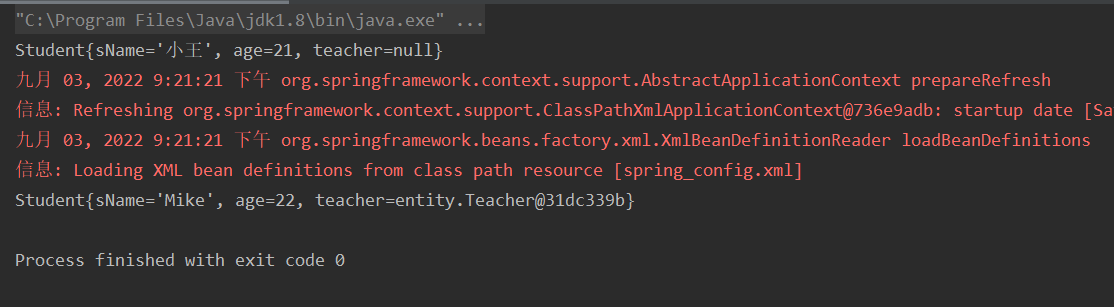 "C:\Program Files\Java\jdk1.8\bin\java.exe" ...
Student{sName='小王', age=21, teacher=null}
九月 03, 2022 9:21:21 下午 org.springframework.context.support.AbstractApplicationContext prepareRefresh
信息: Refreshing org.springframework.context.support.ClassPathXmlApplicationContext@736e9adb: startup date [Sa
九月 03, 2022 9:21:21 下午 org.springframework.beans.factory.xml.XmlBeanDefinitionReader loadBeanDefinitions
信息: Loading XML bean definitions from class path resource [spring_config.xml]
Student{sName='Mike', age=22, teacher=entity.Teacher@31dc339b}
Process finished with exit code 0